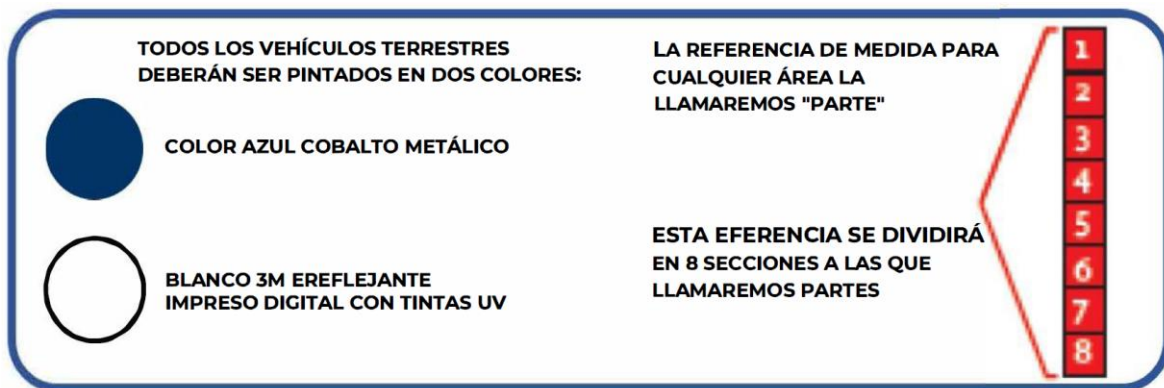 TODOS LOS VEHÍCULOS TERRESTRES
DEBERÁN SER PINTADOS EN DOS COLORES:
COLOR AZUL COBALTO METÁLICO
BLANCO 3M EREFLEJANTE
IMPRESO DIGITAL CON TINTAS UV
LA REFERENCIA DE MEDIDA PARA
CUALQUIER ÁREA LA
LLAMAREMOS "PARTE"
ESTA EFERENCIA SE DIVIDIRÁ
EN 8 SECCIONES A LAS QUE
LLAMAREMOS PARTES
1
2
3
4
5
6
7
8